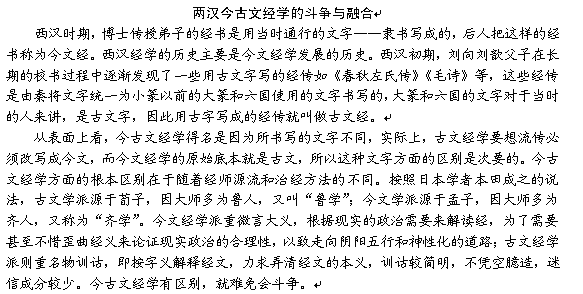 两汉今古文经学的斗争与融合↵
西汉时期，博士传授弟子的经书是用当时通行的文字——隶书写成的，后人把这样的经
书称为今文经。西汉经学的历史主要是今文经学发展的历史。西汉初期，刘向刘歆父子在长
期的校书过程中逐渐发现了一些用古文字写的经传如《春秋左氏传》《毛诗》等，这些经传
是由秦将文字统一为小篆以前的大篆和六国使用的文字书写的，大篆和六国的文字对于当时
的人来讲，是古文字，因此用古字写成的经传就叫做古文经。↵
从表面上看，今古文经学得名是因为所书写的文字不同，实际上，古文经学要想流传必
须改写成今文，而今文经学的原始底本就是古文，所以这种文字方面的区别是次要的。今古
文经学方面的根本区别在于随着经师源流和治经方法的不同。按照日本学者本田成之的说
法，古文学派源于荀子，因大师多为鲁人，又叫“鲁学”；今文学派源于孟子，因大师多为
齐人，又称为“齐学”。今文经学派重微言大义，根据现实的政治需要来解读经，为了需要
甚至不惜歪曲经义来论证现实政治的合理性，以致走向阴阳五行和神性化的道路；古文经学
派则重名物训诂，即按字义解释经文，力求弄清经文的本义，训诂较简明，不凭空臆造，迷
信成分较少。今古文经学有区别，就难免会斗争。↵